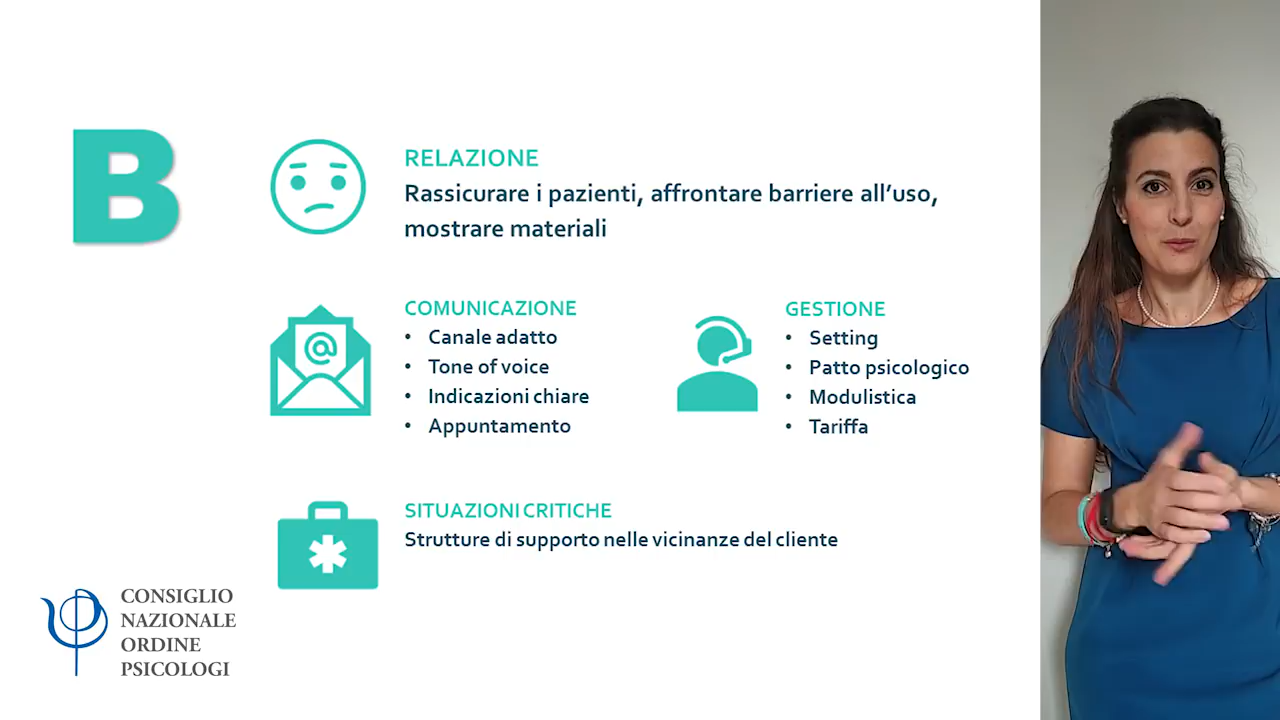 B
RELAZIONE
Rassicurare i pazienti, affrontare barriere all’uso,
mostrare materiali
COMUNICAZIONE
• Canale adatto
• Tone of voice
• Indicazioni chiare
• Appuntamento
GESTIONE
• Setting
• Patto psicologico
• Modulistica
• Tariffa
SITUAZIONI CRITICHE
Strutture di supporto nelle vicinanze del cliente
CONSIGLIO
NAZIONALE
ORDINE
PSICOLOGI